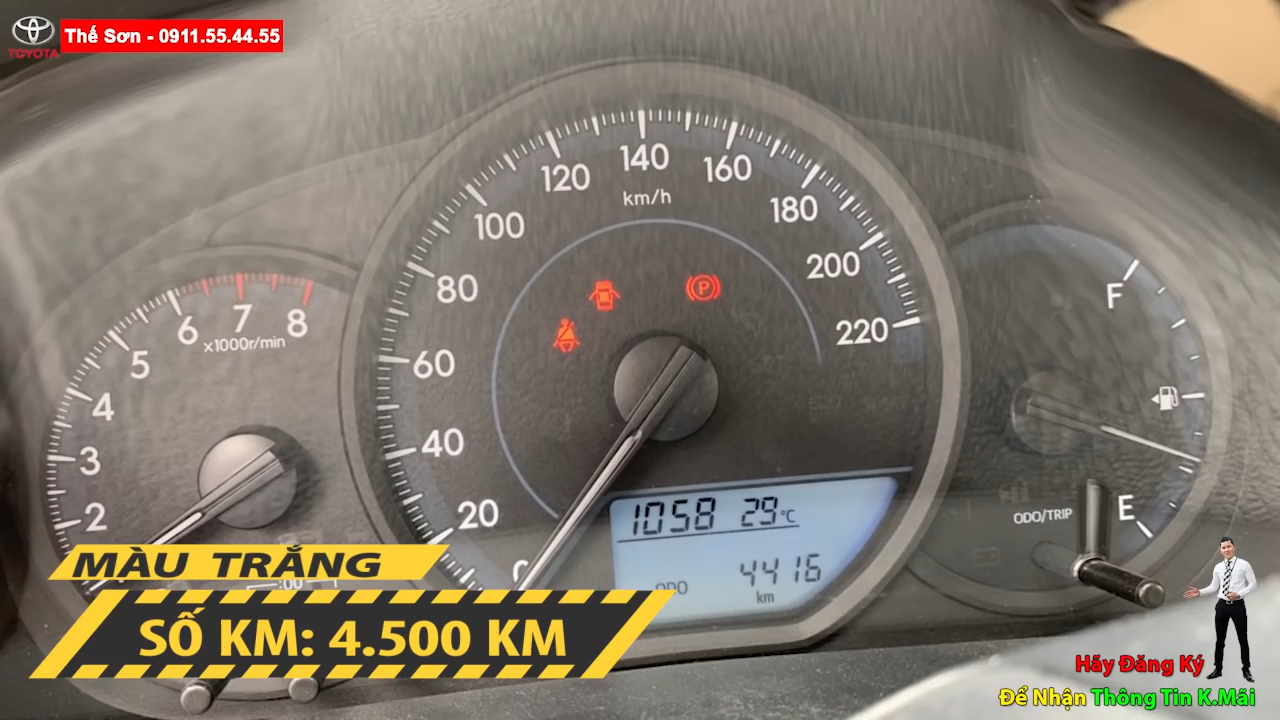 TOYOTA
Thế Sơn - 0911.55.44.55
120
140
160
km/h
100
180
80
200
220
60
40
20
0
6
7
8
x1000r/min
5
4
3
2
F
E
ODO/TRIP
1058 29°C
ODO
4416
km
MÀU TRẮNG
SỐ KM: 4.500 KM
Hãy Đăng Ký
Để Nhận Thông Tin K.Mãi